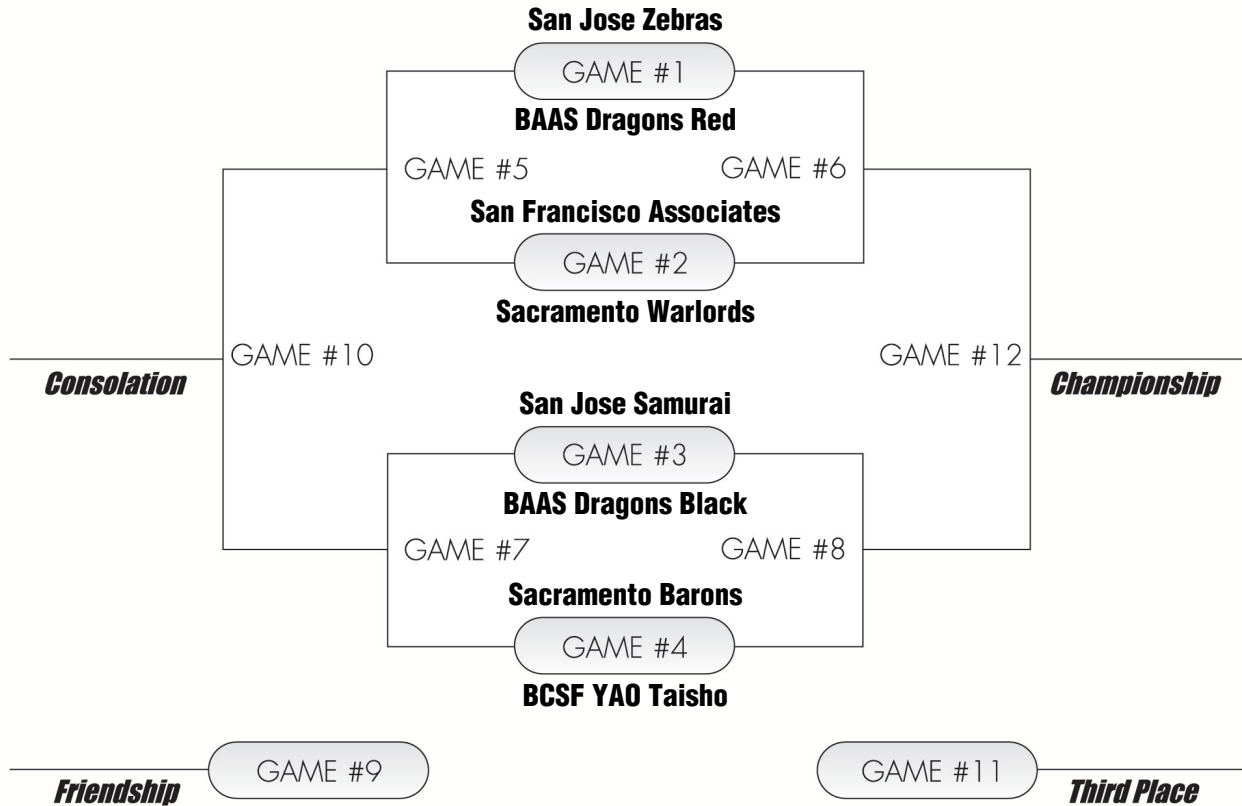 San Jose Zebras
GAME #1
BAAS Dragons Red
GAME #5
GAME #6
San Francisco Associates
GAME #2
Sacramento Warlords
GAME #10
GAME #12
Consolation
Championship
San Jose Samurai
GAME #3
BAAS Dragons Black
GAME #7
GAME #8
Sacramento Barons
GAME #4
BCSF YAO Taisho
GAME #9
GAME #11
Friendship
Third Place